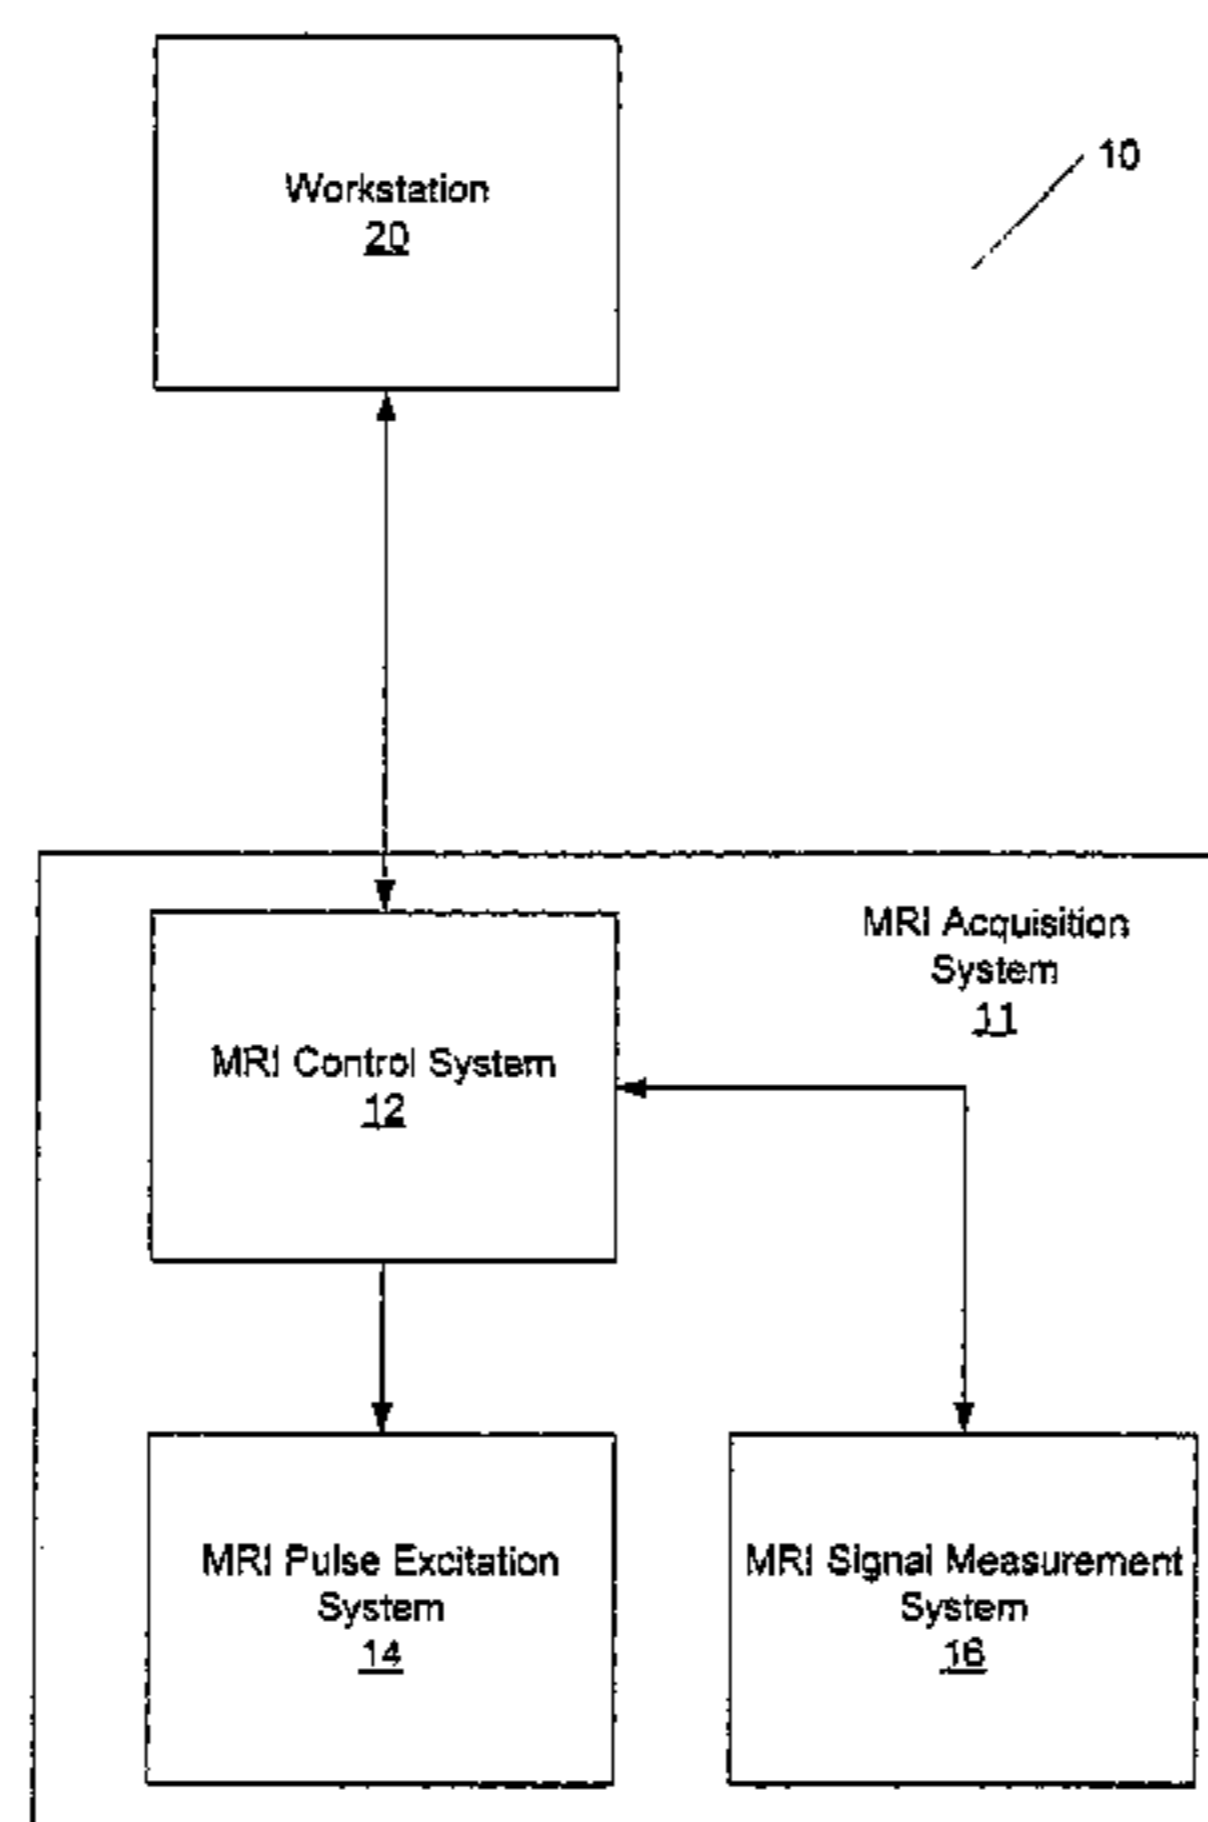 Workstation
20
10
MRI Acquisition
System
11
MRI Control System
12
MRI Pulse Excitation
System
14
MRI Signal Measurement
System
16